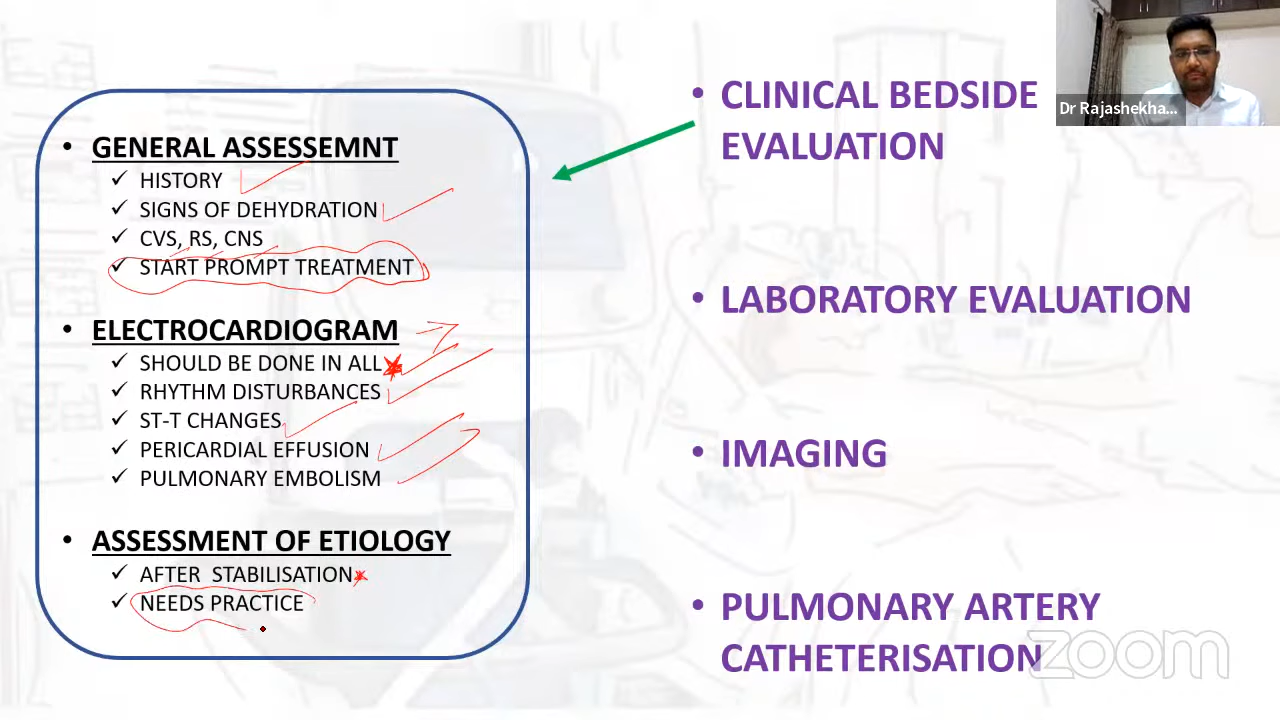 • GENERAL ASSESSEMNT
✓ HISTORY
✓ SIGNS OF DEHYDRATION
✓ CVS, RS, CNS
✓ START PROMPT TREATMENT
• ELECTROCARDIOGRAM
✓ SHOULD BE DONE IN ALL
✓ RHYTHM DISTURBANCES
✓ ST-T CHANGES
✓ PERICARDIAL EFFUSION
✓ PULMONARY EMBOLISM
• ASSESSMENT OF ETIOLOGY
✓ AFTER STABILISATION
✓ NEEDS PRACTICE
• CLINICAL BEDSIDE
EVALUATION
• LABORATORY EVALUATION
• IMAGING
• PULMONARY ARTERY
CATHETERISATION
Dr Rajashekha...
zoom